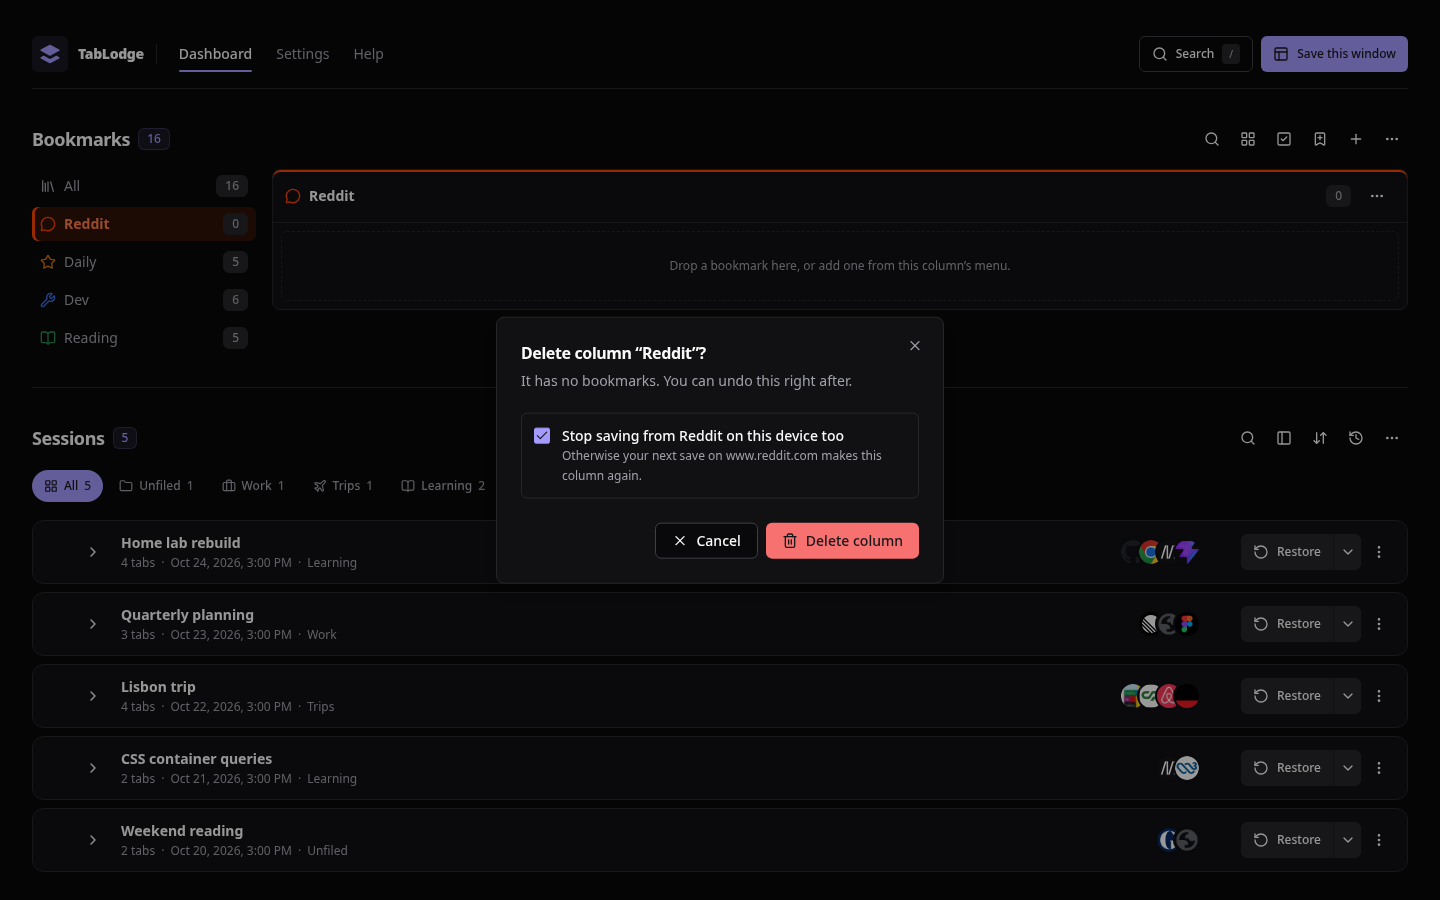 TabLodge
Dashboard
Settings
Help
Search /
Save this window
Bookmarks 16
All 16
Reddit 0
Daily 5
Dev 6
Reading 5
Reddit 0
Drop a bookmark here, or add one from this column’s menu.
Delete column “Reddit”?
It has no bookmarks. You can undo this right after.
Stop saving from Reddit on this device too
Otherwise your next save on www.reddit.com makes this
column again.
Cancel
Delete column
Sessions 5
All 5
Unfiled 1
Work 1
Trips 1
Learning 2
Home lab rebuild
4 tabs · Oct 24, 2026, 3:00 PM · Learning
Restore
Quarterly planning
3 tabs · Oct 23, 2026, 3:00 PM · Work
Restore
Lisbon trip
4 tabs · Oct 22, 2026, 3:00 PM · Trips
Restore
CSS container queries
2 tabs · Oct 21, 2026, 3:00 PM · Learning
Restore
Weekend reading
2 tabs · Oct 20, 2026, 3:00 PM · Unfiled
Restore